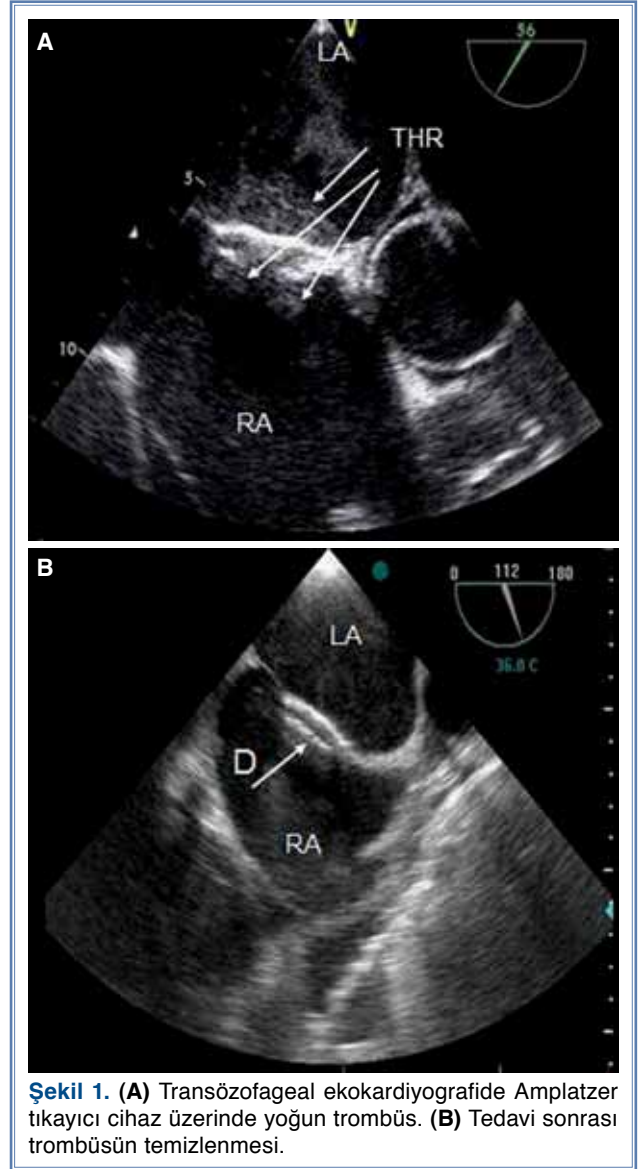 A
V
LA
56
THR
5
10
RA
B
0 112 180
36.0 C
LA
D
RA
Şekil 1. (A) Transözofageal ekokardiyografide Amplatzer
tıkayıcı cihaz üzerinde yoğun trombüs. (B) Tedavi sonrası
trombüsün temizlenmesi.